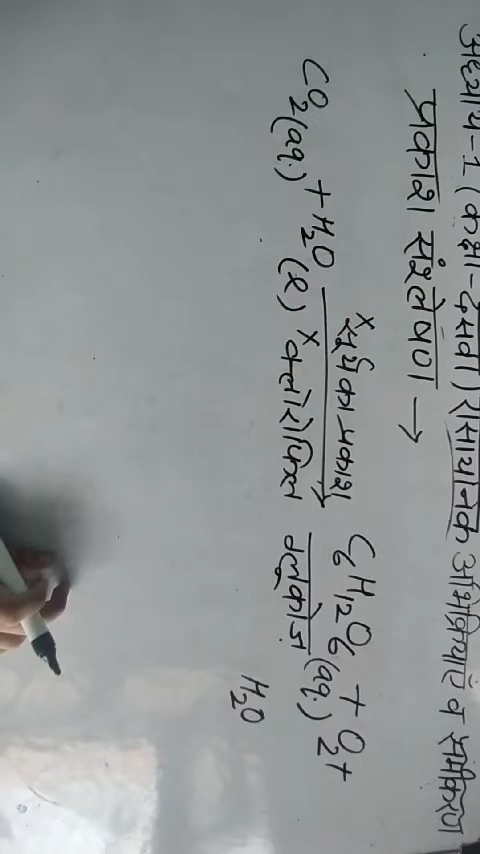 अध्याय-1 (कक्षा-दसवी) रासायनिक अभिक्रियाएं व समीकरण
प्रकाश संश्लेषण →
x सूर्य का प्रकाश
CO2(aq.) + H2O(l) → C6H12O6(aq.) + O2 +
x क्लोरोफिल ग्लूकोज H2O